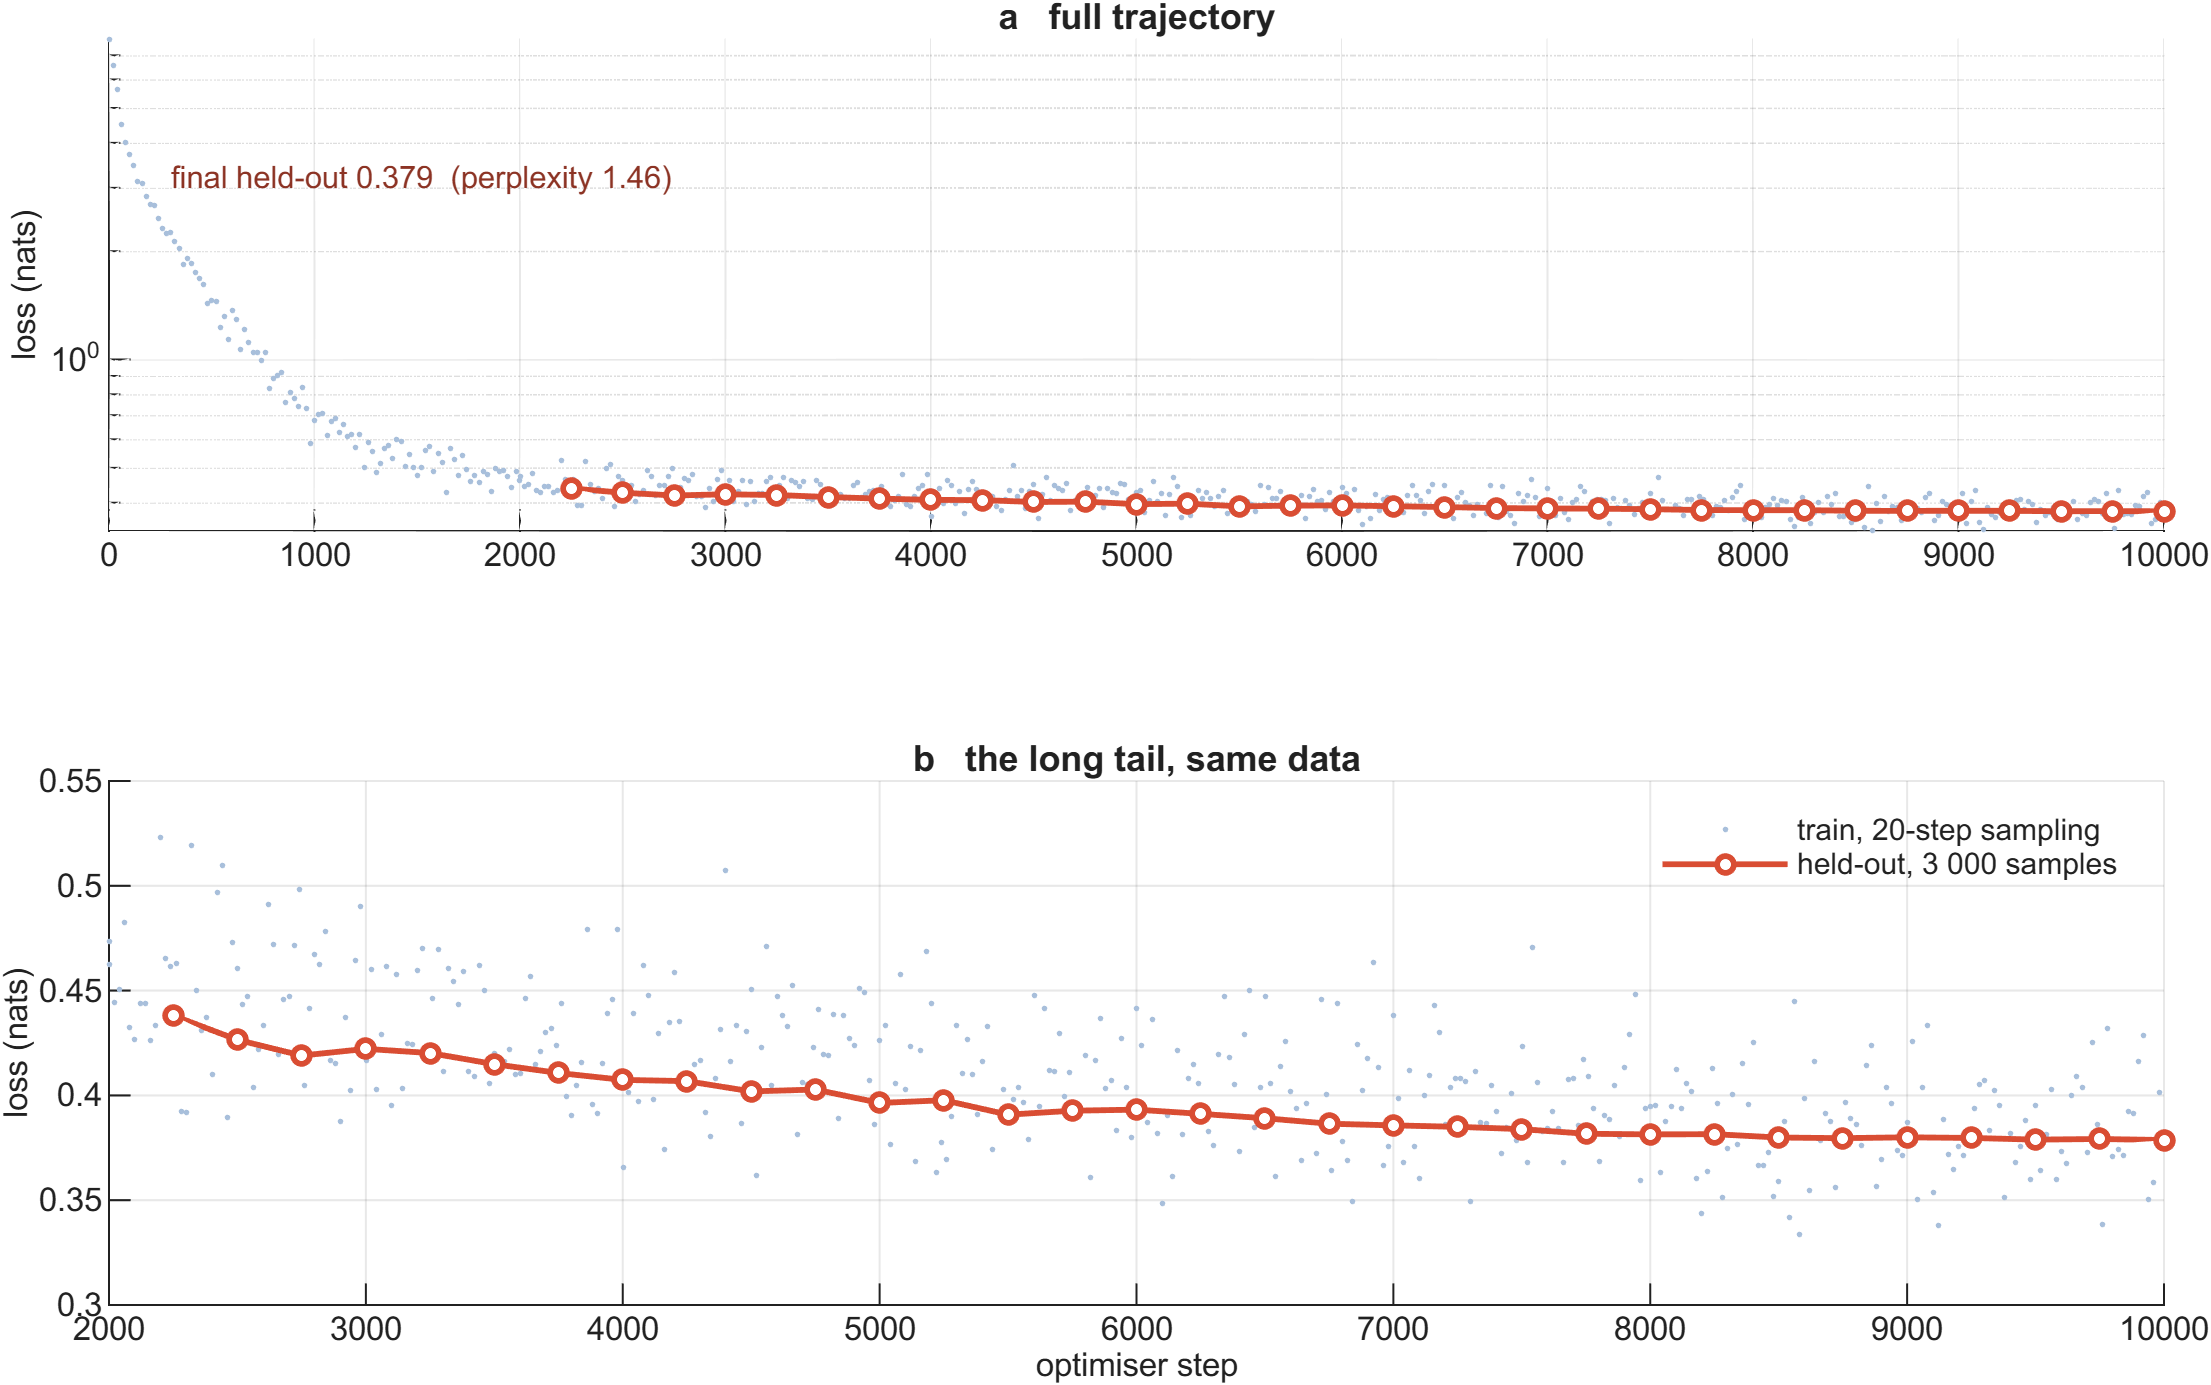 a full trajectory
final held-out 0.379 (perplexity 1.46)
loss (nats)
10^0
0 1000 2000 3000 4000 5000 6000 7000 8000 9000 10000
b the long tail, same data
0.55
train, 20-step sampling
held-out, 3 000 samples
0.5
0.45
loss (nats)
0.4
0.35
0.3
2000 3000 4000 5000 6000 7000 8000 9000 10000
optimiser step